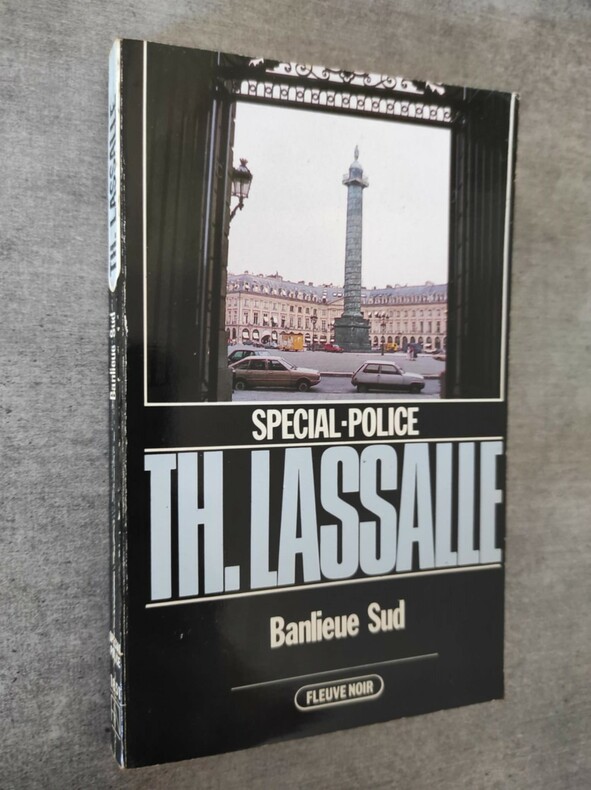 SPECIAL-POLICE
TH. LASSALLE
Banlieue Sud
FLEUVE NOIR
TH. LASSALLE
Banlieue Sud